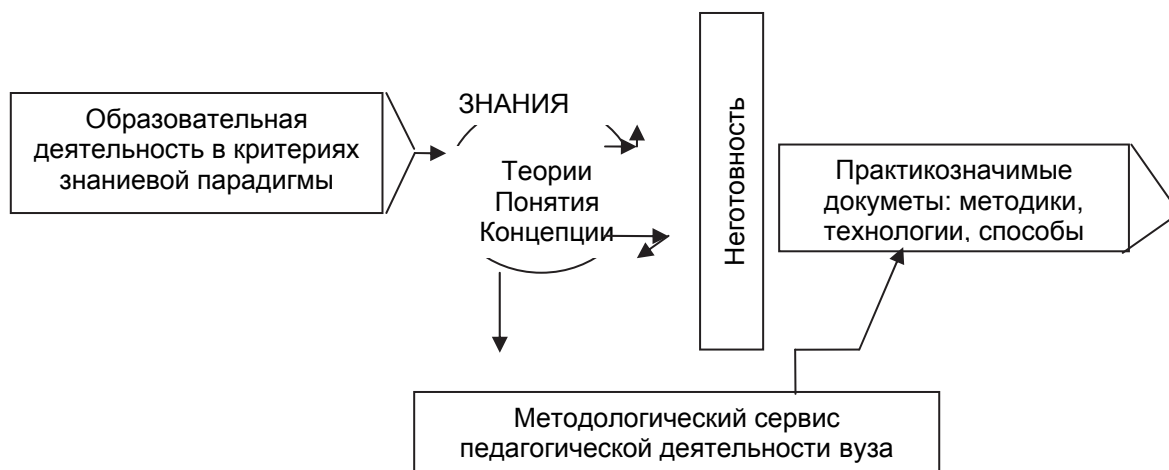 Образовательная
деятельность в критериях
знаниевой парадигмы
ЗНАНИЯ
Теории
Понятия
Концепции
Неготовность
Практикозначимые
докуметы: методики,
технологии, способы
Методологический сервис
педагогической деятельности вуза